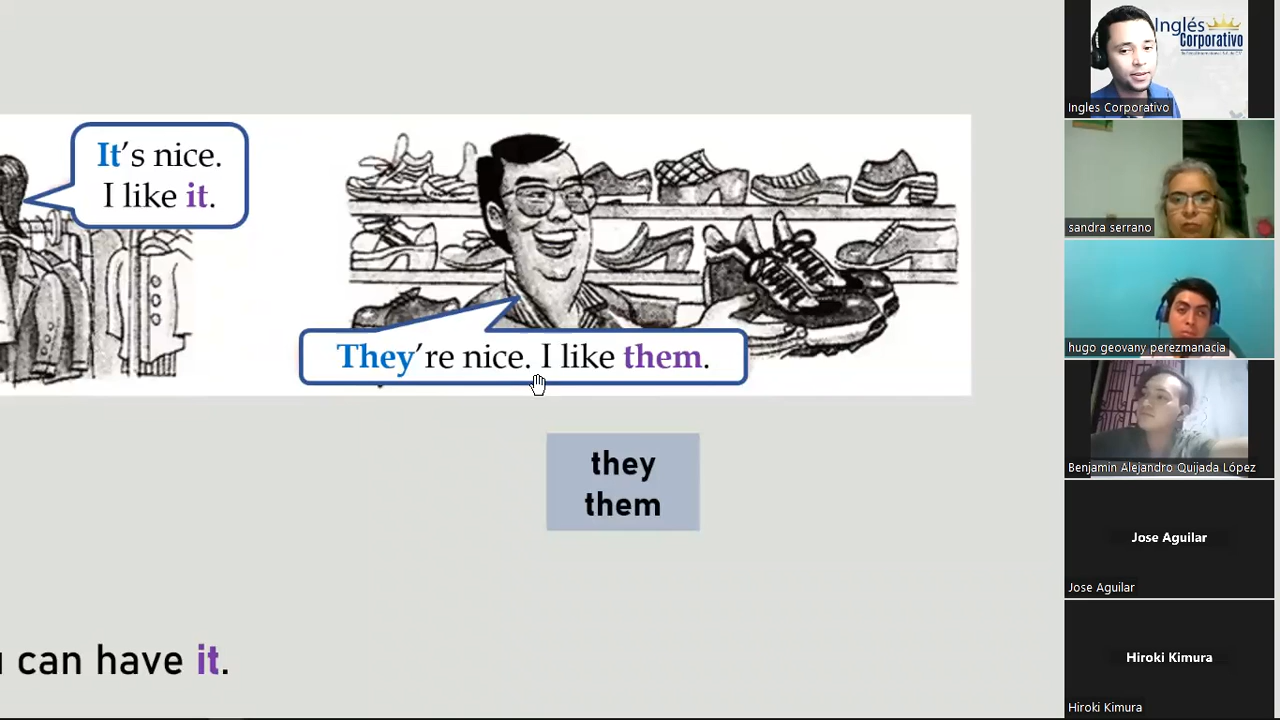 It's nice.
I like it.
They're nice. I like them.
they
them
can have it.
Inglés
Corporativo
Ingles Corporativo
sandra serrano
hugo geovany perezmanacia
Benjamin Alejandro Quijada López
Jose Aguilar
Jose Aguilar
Hiroki Kimura
Hiroki Kimura